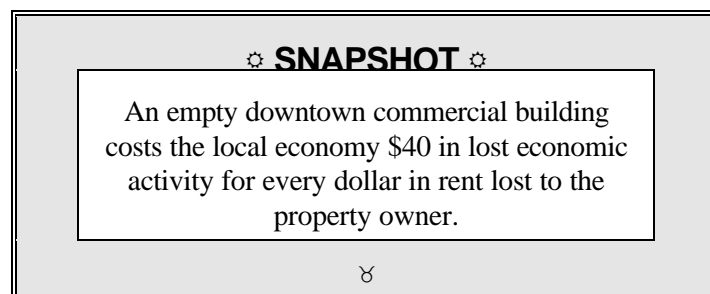 ☼ SNAPSHOT ☼
An empty downtown commercial building
costs the local economy $40 in lost economic
activity for every dollar in rent lost to the
property owner.
♉